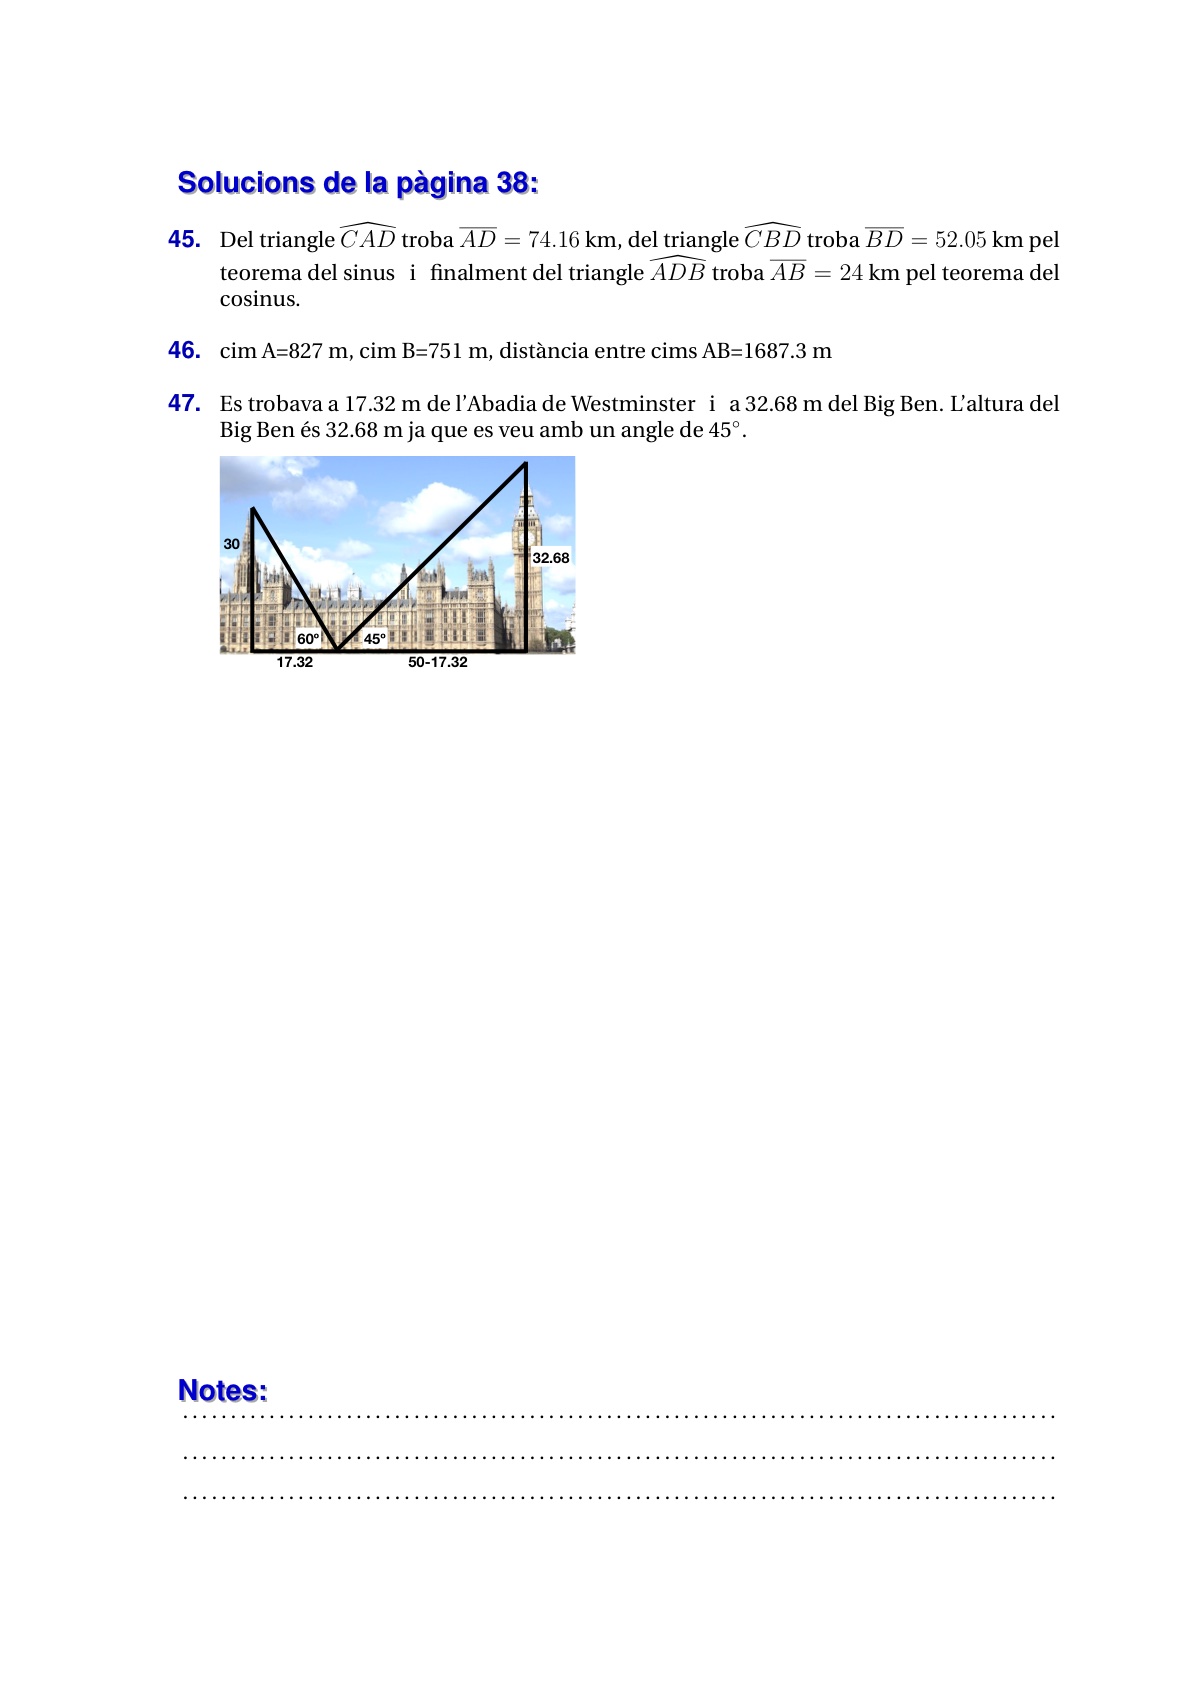 Solucions de la pàgina 38:
45. Del triangle \widehat{CAD} troba \overline{AD} = 74.16 km, del triangle \widehat{CBD} troba \overline{BD} = 52.05 km pel
teorema del sinus i finalment del triangle \widehat{ADB} troba \overline{AB} = 24 km pel teorema del
cosinus.
46. cim A=827 m, cim B=751 m, distància entre cims AB=1687.3 m
47. Es trobava a 17.32 m de l’Abadia de Westminster i a 32.68 m del Big Ben. L’altura del
Big Ben és 32.68 m ja que es veu amb un angle de 45°.
30
32.68
60º 45º
17.32 50-17.32
Notes: